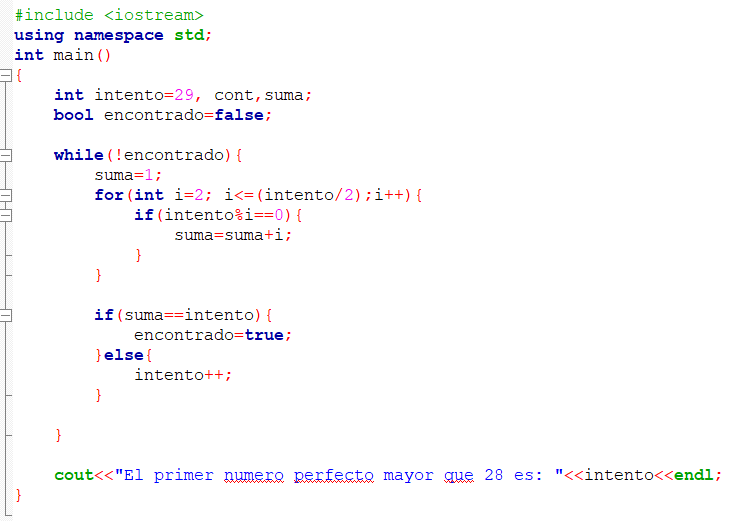 #include <iostream>
using namespace std;
int main()
{
    int intento=29, cont,suma;
    bool encontrado=false;

    while(!encontrado){
        suma=1;
        for(int i=2; i<=(intento/2);i++){
            if(intento%i==0){
                suma=suma+i;
            }
        }

        if(suma==intento){
            encontrado=true;
        }else{
            intento++;
        }

    }

    cout<<"El primer numero perfecto mayor que 28 es: "<<intento<<endl;
}